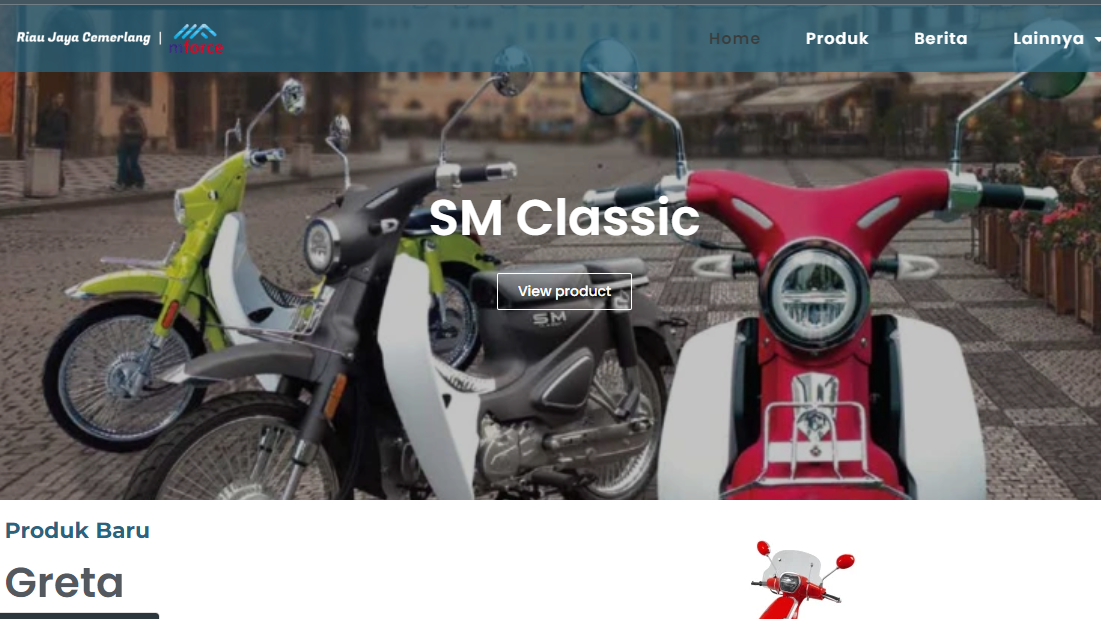 Riau Jaya Cemerlang | mforce
Home Produk Berita Lainnya
SM Classic
View product
SM
Produk Baru
Greta